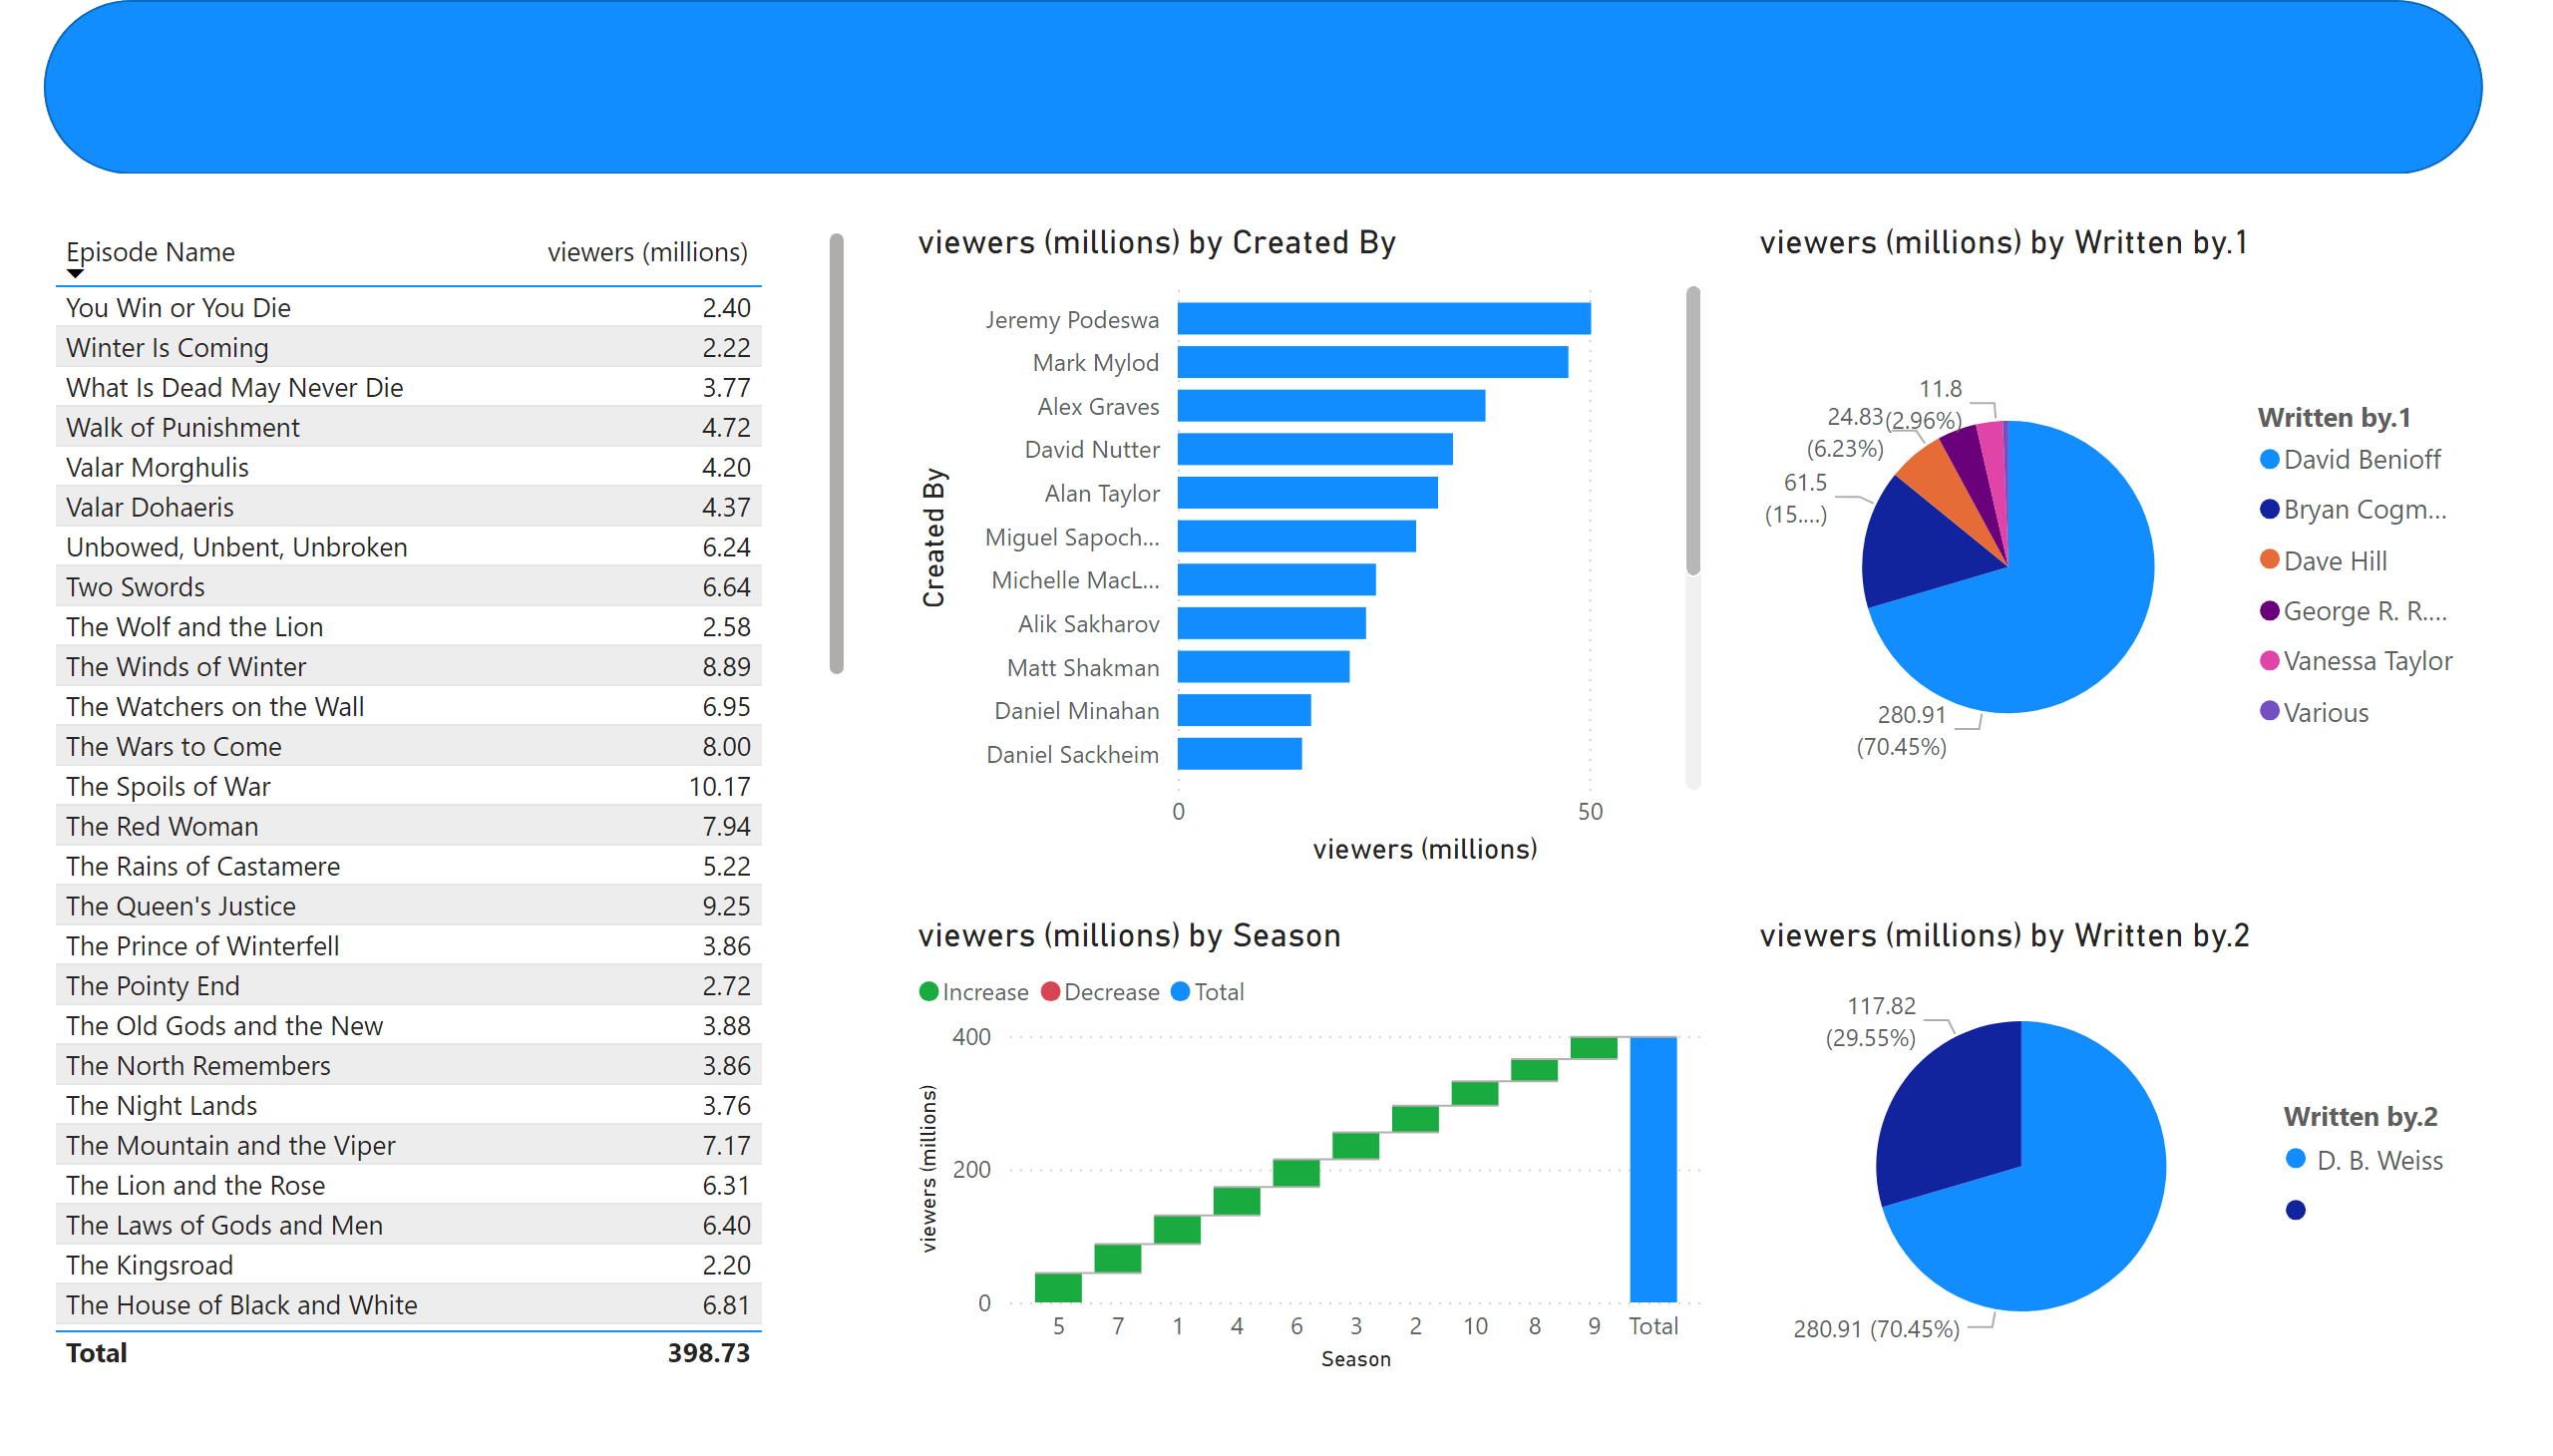 Episode Name viewers (millions)
You Win or You Die 2.40
Winter Is Coming 2.22
What Is Dead May Never Die 3.77
Walk of Punishment 4.72
Valar Morghulis 4.20
Valar Dohaeris 4.37
Unbowed, Unbent, Unbroken 6.24
Two Swords 6.64
The Wolf and the Lion 2.58
The Winds of Winter 8.89
The Watchers on the Wall 6.95
The Wars to Come 8.00
The Spoils of War 10.17
The Red Woman 7.94
The Rains of Castamere 5.22
The Queen's Justice 9.25
The Prince of Winterfell 3.86
The Pointy End 2.72
The Old Gods and the New 3.88
The North Remembers 3.86
The Night Lands 3.76
The Mountain and the Viper 7.17
The Lion and the Rose 6.31
The Laws of Gods and Men 6.40
The Kingsroad 2.20
The House of Black and White 6.81
Total 398.73
viewers (millions) by Created By
Created By
Jeremy Podeswa
Mark Mylod
Alex Graves
David Nutter
Alan Taylor
Miguel Sapoch...
Michelle MacL...
Alik Sakharov
Matt Shakman
Daniel Minahan
Daniel Sackheim
0 50
viewers (millions)
viewers (millions) by Written by.1
11.8
(2.96%)
24.83
(6.23%)
61.5
(15....)
280.91
(70.45%)
Written by.1
David Benioff
Bryan Cogm...
Dave Hill
George R. R....
Vanessa Taylor
Various
viewers (millions) by Season
Increase Decrease Total
viewers (millions)
400
200
0
5 7 1 4 6 3 2 10 8 9 Total
Season
viewers (millions) by Written by.2
117.82
(29.55%)
280.91 (70.45%)
Written by.2
D. B. Weiss